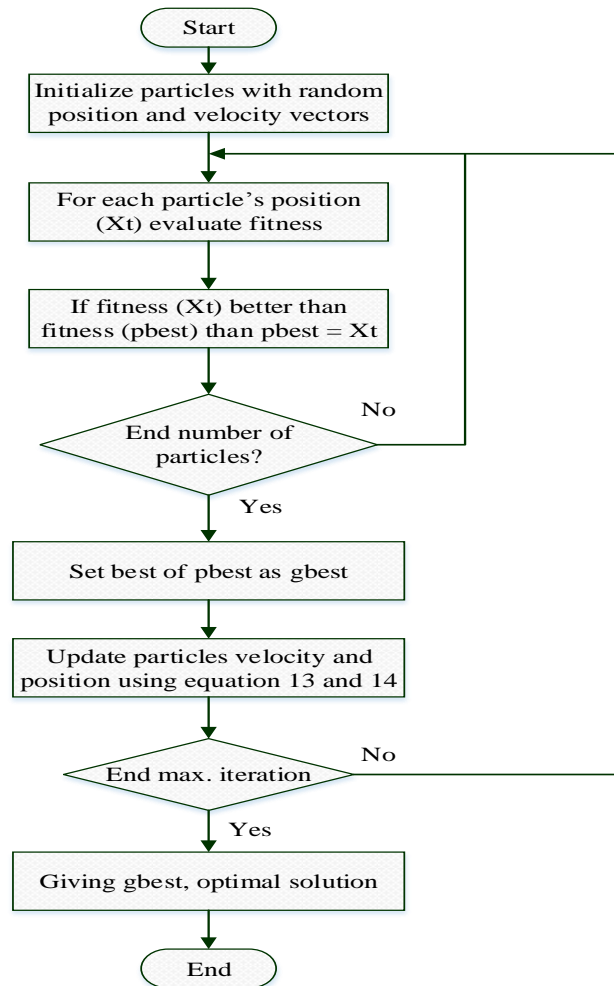 Start
Initialize particles with random
position and velocity vectors
For each particle’s position
(Xt) evaluate fitness
If fitness (Xt) better than
fitness (pbest) than pbest = Xt
No
End number of
particles?
Yes
Set best of pbest as gbest
Update particles velocity and
position using equation 13 and 14
No
End max. iteration
Yes
Giving gbest, optimal solution
End